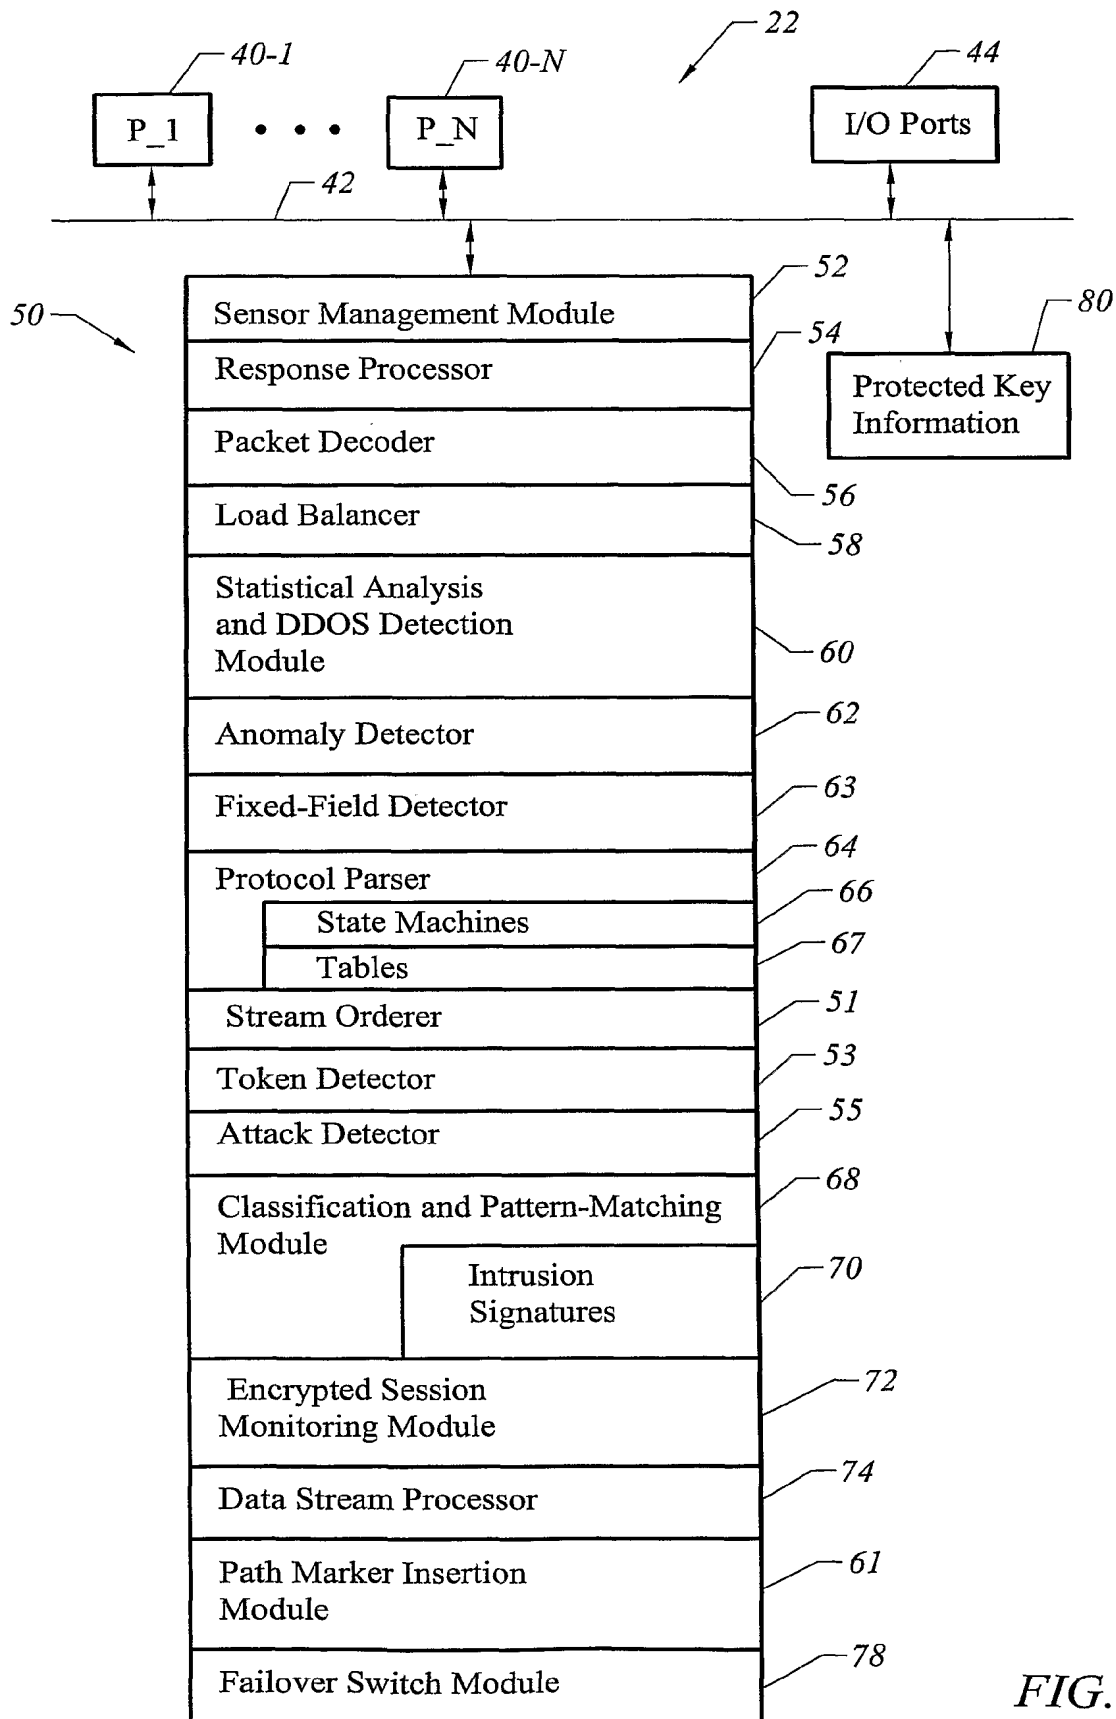 22
40-1
40-N
44
P_1
• • •
P_N
I/O Ports
42
52
50
Sensor Management Module
80
54
Response Processor
Protected Key
Information
Packet Decoder
56
Load Balancer
58
Statistical Analysis
and DDOS Detection
Module
60
62
Anomaly Detector
63
Fixed-Field Detector
64
Protocol Parser
66
State Machines
67
Tables
51
Stream Orderer
53
Token Detector
55
Attack Detector
68
Classification and Pattern-Matching
Module
70
Intrusion
Signatures
72
Encrypted Session
Monitoring Module
74
Data Stream Processor
61
Path Marker Insertion
Module
78
Failover Switch Module
FIG.